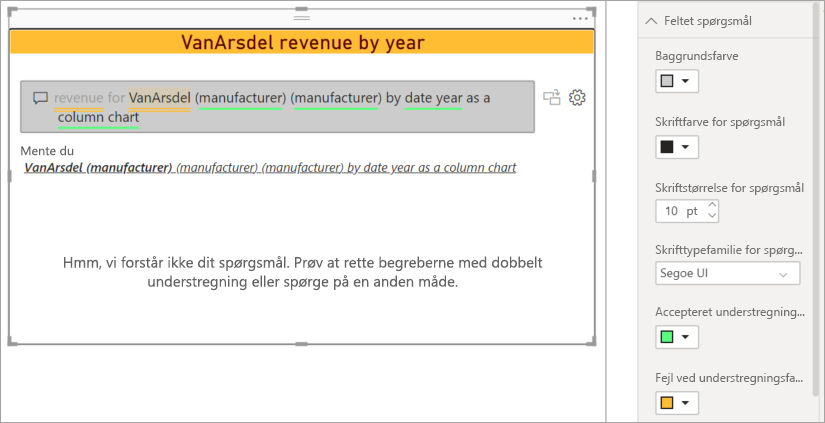 VanArsdel revenue by year
revenue for VanArsdel (manufacturer) (manufacturer) by date year as a
column chart
Mente du
VanArsdel (manufacturer) (manufacturer) (manufacturer) by date year as a column chart
Hmm, vi forstår ikke dit spørgsmål. Prøv at rette begreberne med dobbelt
understregning eller spørge på en anden måde.
Feltet spørgsmål
Baggrundsfarve
Skriftfarve for spørgsmål
Skriftstørrelse for spørgsmål
10 pt
Skrifttypefamilie for spørg...
Segoe UI
Accepteret understregning...
Fejl ved understregningsfa...